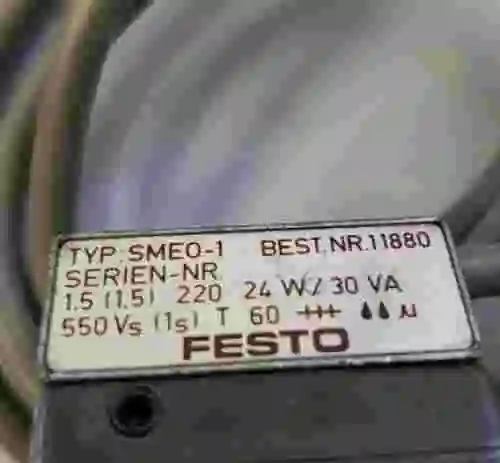 TYP. SMEO-1 BEST. NR. 11880
SERIEN-NR
1.5 (1,5) 220 24 W / 30 VA
550 Vs (1s) T 60
FESTO